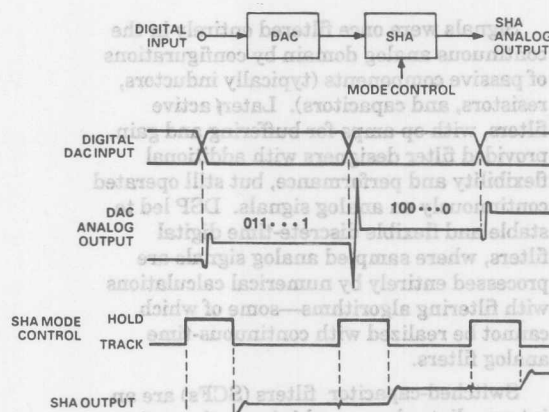 DIGITAL INPUT
DAC
SHA
SHA ANALOG OUTPUT
MODE CONTROL
DIGITAL DAC INPUT
DAC ANALOG OUTPUT
011•••1
100•••0
SHA MODE CONTROL
HOLD
TRACK
SHA OUTPUT
signals were once filtered entirely in the
continuous analog domain by configurations
of passive components (typically inductors,
resistors, and capacitors). Later, active
filters with op amps for buffering and gain
provided filter designers with additional
flexibility and performance, but still operated
continuously on analog signals. DSP led to
stable and flexible discrete-time digital
filters, where sampled analog signals are
processed entirely by numerical calculations
with filtering algorithms—some of which
cannot be realized with continuous-time
analog filters.
Switched-capacitor filters (SCFs) are an